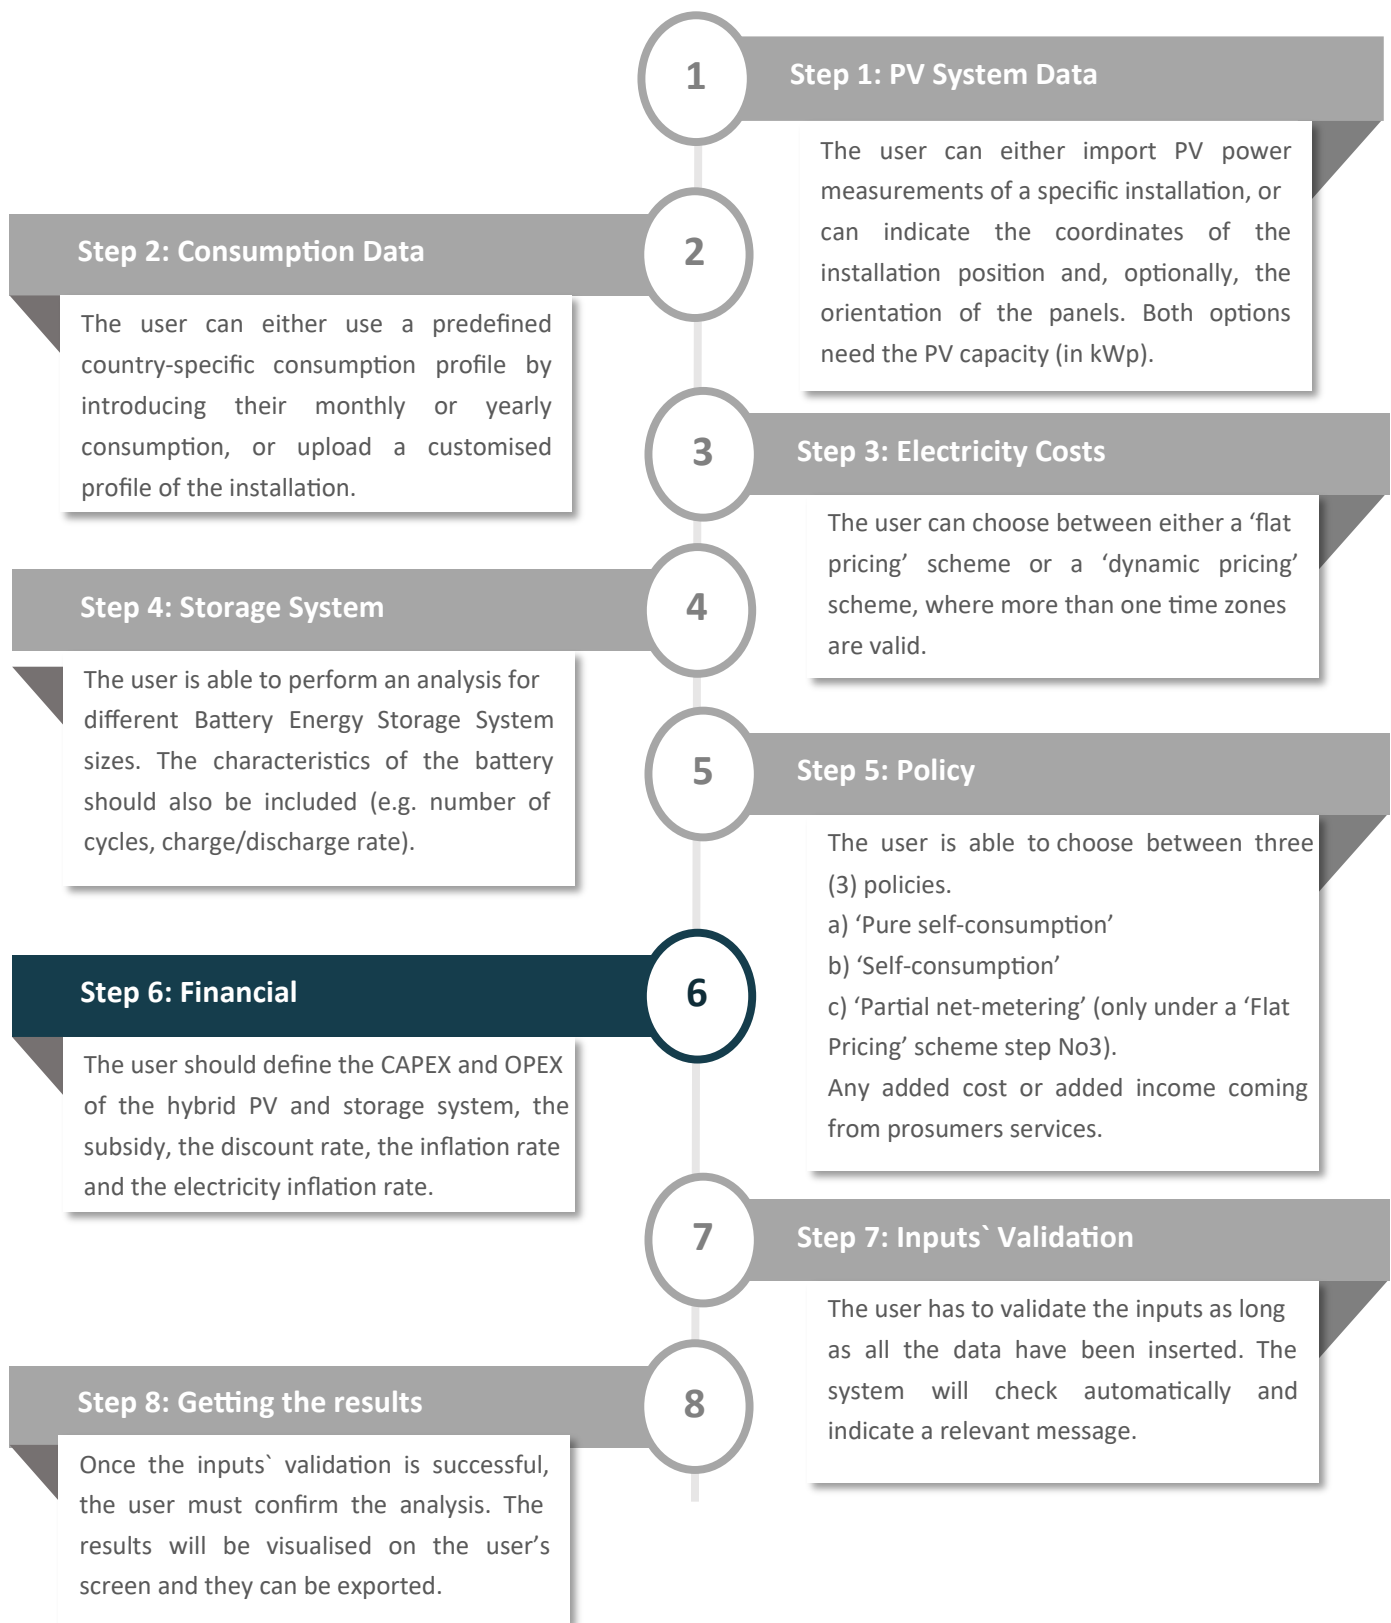 1
Step 1: PV System Data
The user can either import PV power
measurements of a specific installation, or
can indicate the coordinates of the
installation position and, optionally, the
orientation of the panels. Both options
need the PV capacity (in kWp).
2
Step 2: Consumption Data
The user can either use a predefined
country-specific consumption profile by
introducing their monthly or yearly
consumption, or upload a customised
profile of the installation.
3
Step 3: Electricity Costs
The user can choose between either a ‘flat
pricing’ scheme or a ‘dynamic pricing’
scheme, where more than one time zones
are valid.
4
Step 4: Storage System
The user is able to perform an analysis for
different Battery Energy Storage System
sizes. The characteristics of the battery
should also be included (e.g. number of
cycles, charge/discharge rate).
5
Step 5: Policy
The user is able to choose between three
(3) policies.
a) ‘Pure self-consumption’
b) ‘Self-consumption’
c) ‘Partial net-metering’ (only under a ‘Flat
Pricing’ scheme step No3).
Any added cost or added income coming
from prosumers services.
6
Step 6: Financial
The user should define the CAPEX and OPEX
of the hybrid PV and storage system, the
subsidy, the discount rate, the inflation rate
and the electricity inflation rate.
7
Step 7: Inputs` Validation
The user has to validate the inputs as long
as all the data have been inserted. The
system will check automatically and
indicate a relevant message.
8
Step 8: Getting the results
Once the inputs` validation is successful,
the user must confirm the analysis. The
results will be visualised on the user’s
screen and they can be exported.